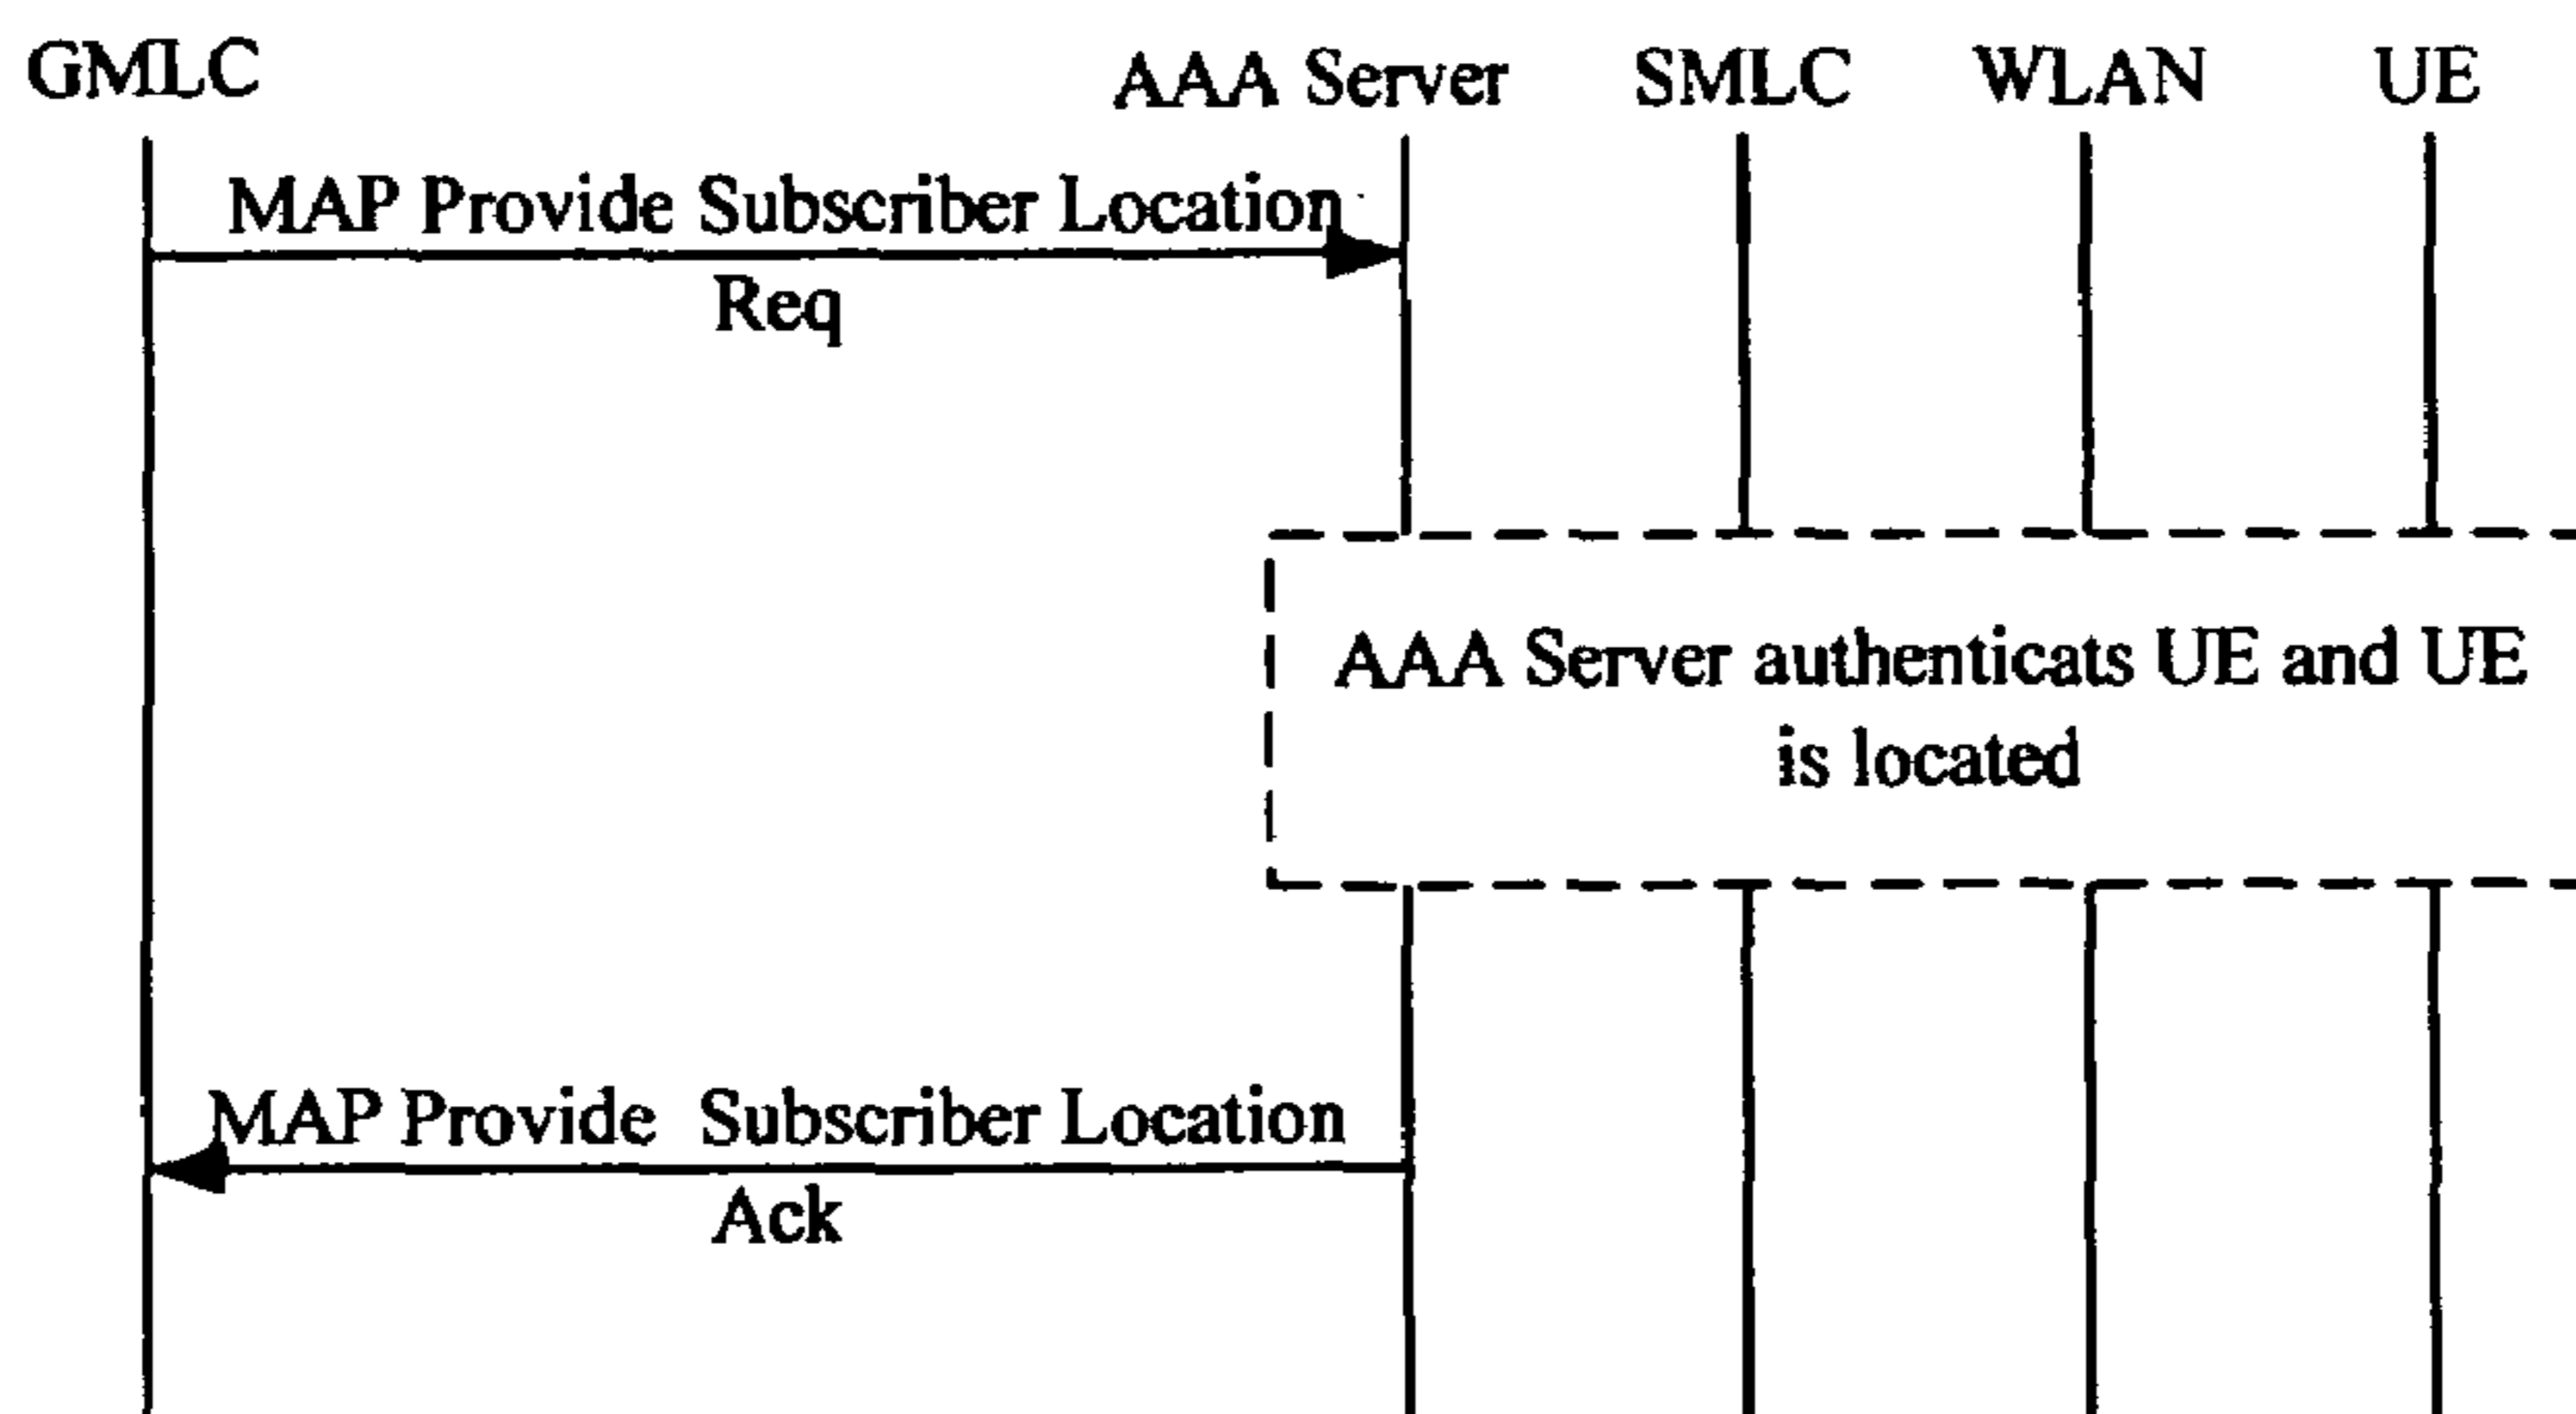 GMLC
AAA Server
SMLC
WLAN
UE
MAP Provide Subscriber Location
Req
AAA Server authenticats UE and UE
is located
MAP Provide Subscriber Location
Ack